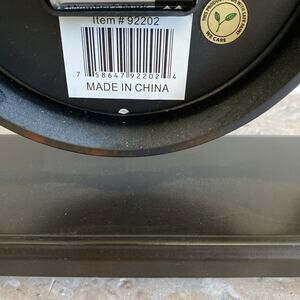 Item # 92202
7 58647 92202 4
MADE IN CHINA
WE CARE